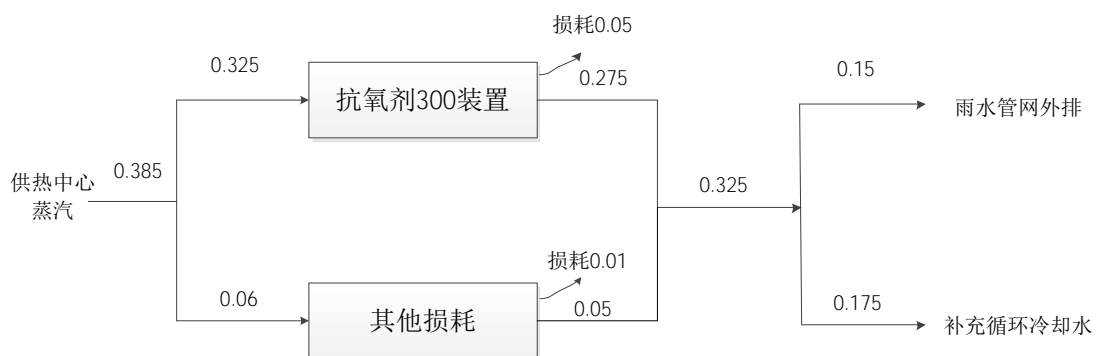 损耗0.05
0.325
0.275
0.15
抗氧剂300装置
雨水管网外排
供热中心
蒸汽
0.385
0.325
损耗0.01
0.06
0.05
0.175
其他损耗
补充循环冷却水